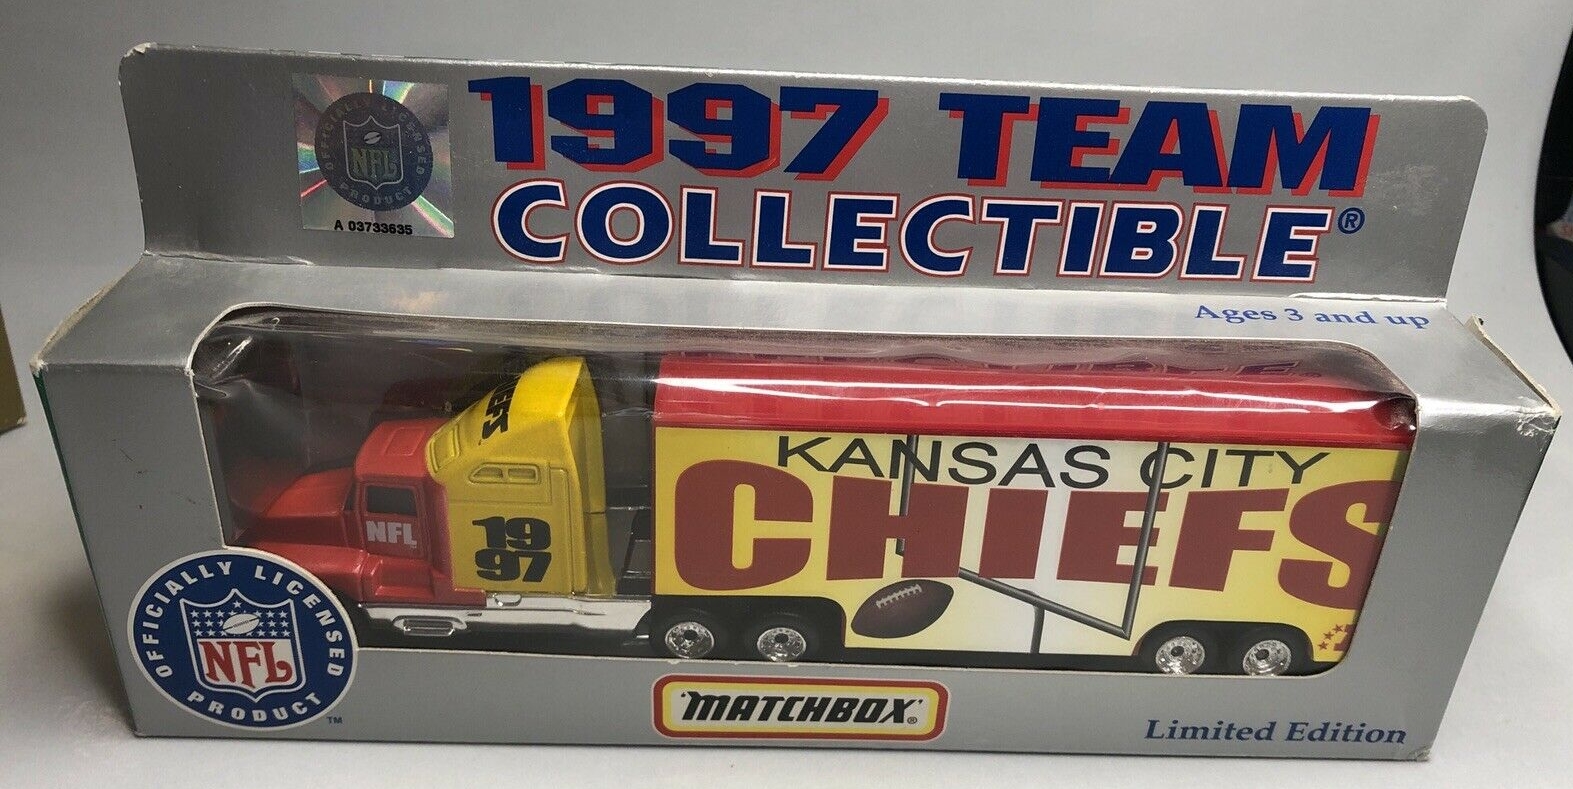 OFFICIALLY LICENSED
NFL
PRODUCT
A 03733635
1997 TEAM
COLLECTIBLE®
Ages 3 and up
CHIEFS
NFL
19
97
KANSAS CITY
CHIEFS
OFFICIALLY LICENSED
NFL
PRODUCT
TM
MATCHBOX®
Limited Edition